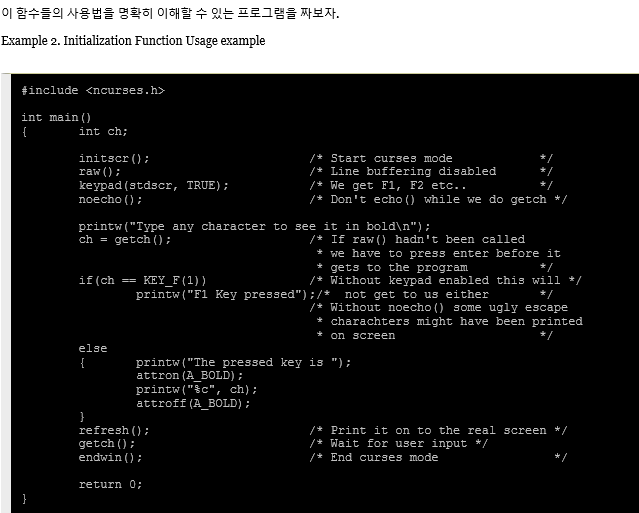 이 함수들의 사용법을 명확히 이해할 수 있는 프로그램을 짜보자.
Example 2. Initialization Function Usage example
#include <ncurses.h>
int main()
{       int ch;
        initscr();                      /* Start curses mode            */
        raw();                          /* Line buffering disabled      */
        keypad(stdscr, TRUE);           /* We get F1, F2 etc..          */
        noecho();                       /* Don't echo() while we do getch */
        printw("Type any character to see it in bold\n");
        ch = getch();                   /* If raw() hadn't been called
                                         * we have to press enter before it
                                         * gets to the program          */
        if(ch == KEY_F(1))              /* Without keypad enabled this will */
                printw("F1 Key pressed");/*  not get to us either       */
                                        /* Without noecho() some ugly escape
                                         * charachters might have been printed
                                         * on screen                    */
        else
        {       printw("The pressed key is ");
                attron(A_BOLD);
                printw("%c", ch);
                attroff(A_BOLD);
        }
        refresh();                      /* Print it on to the real screen */
        getch();                        /* Wait for user input */
        endwin();                       /* End curses mode                */
        return 0;
}